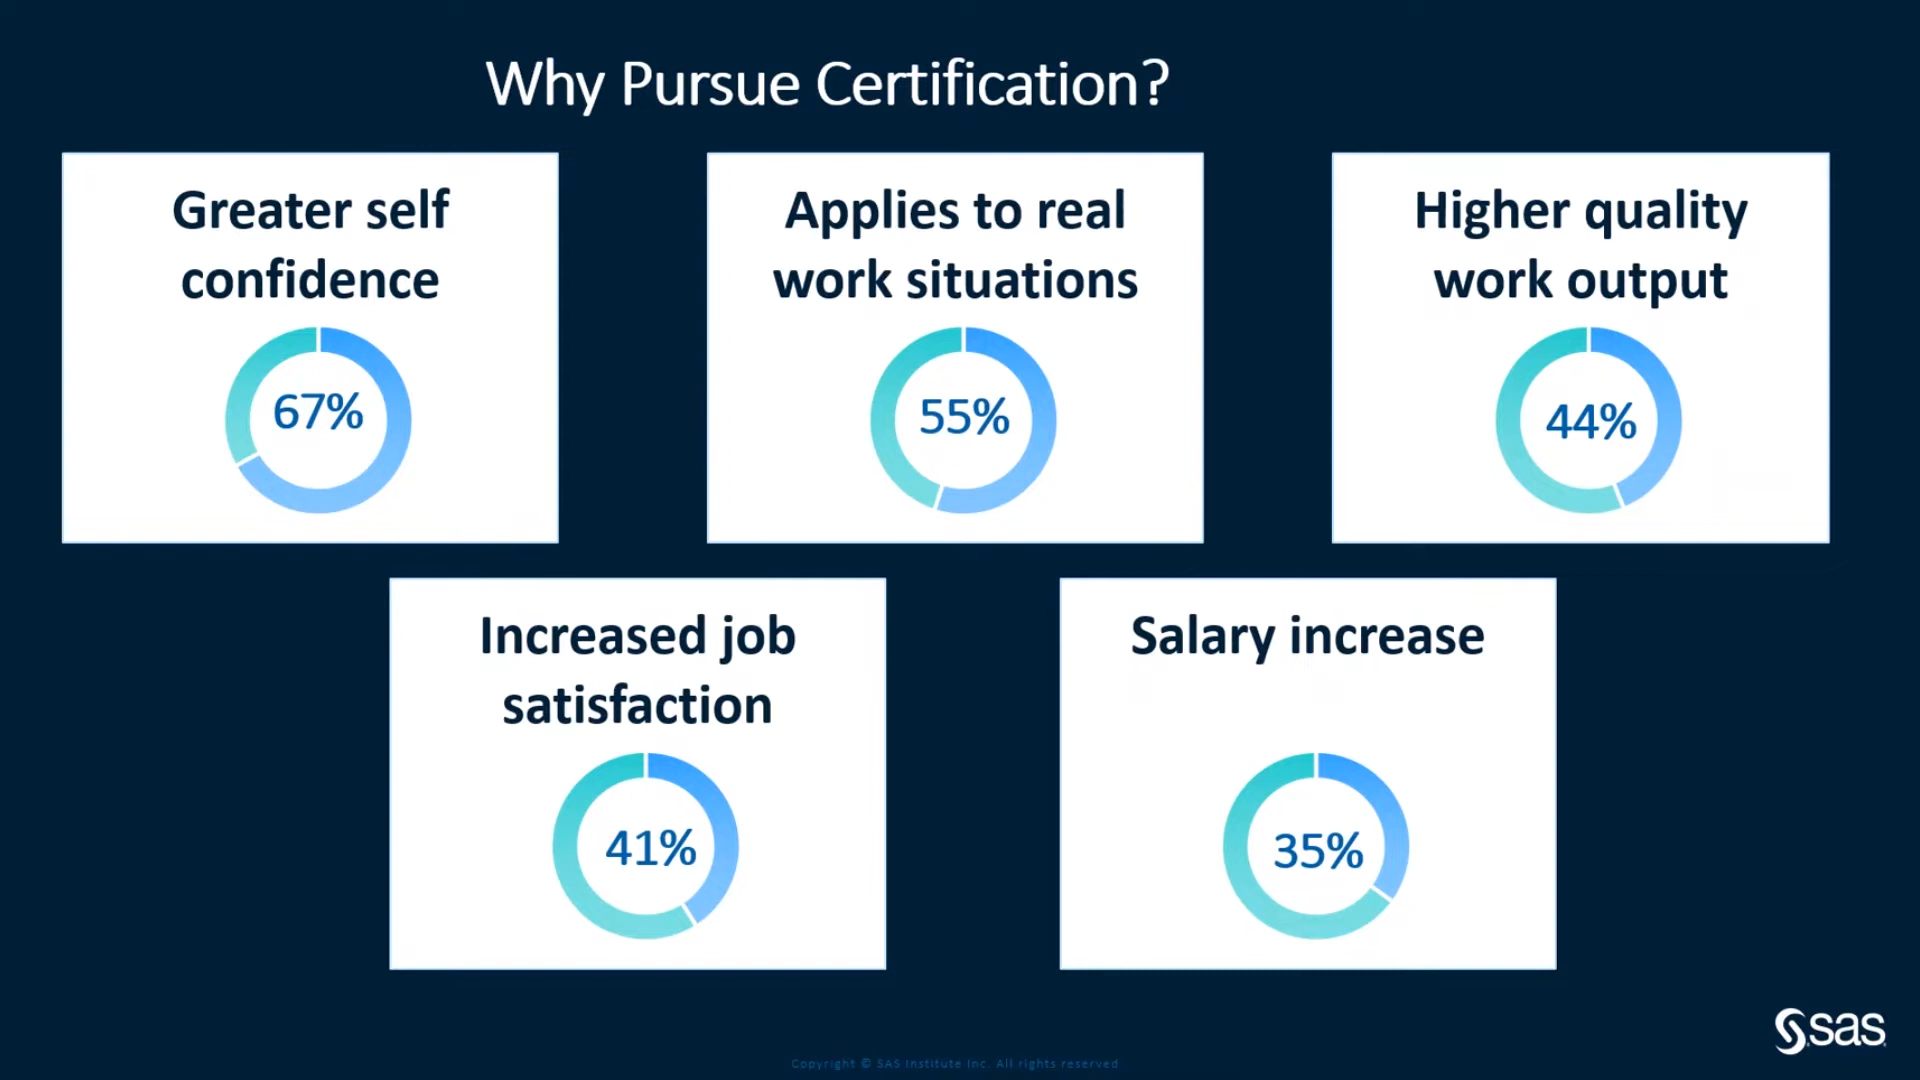 Why Pursue Certification?
Greater self
confidence
67%
Applies to real
work situations
55%
Higher quality
work output
44%
Increased job
satisfaction
41%
Salary increase
35%
sas
Copyright © SAS Institute Inc. All rights reserved